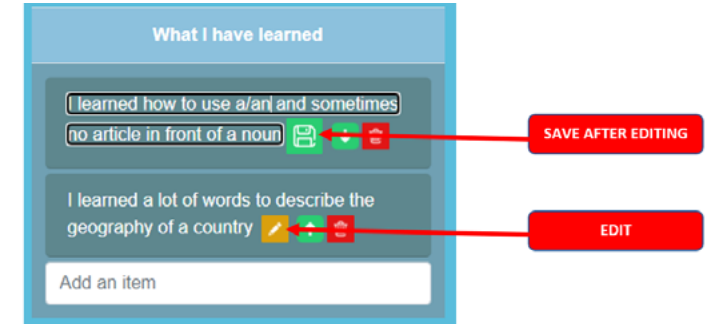 What I have learned
I learned how to use a/an and sometimes
no article in front of a noun
SAVE AFTER EDITING
I learned a lot of words to describe the
geography of a country
EDIT
Add an item